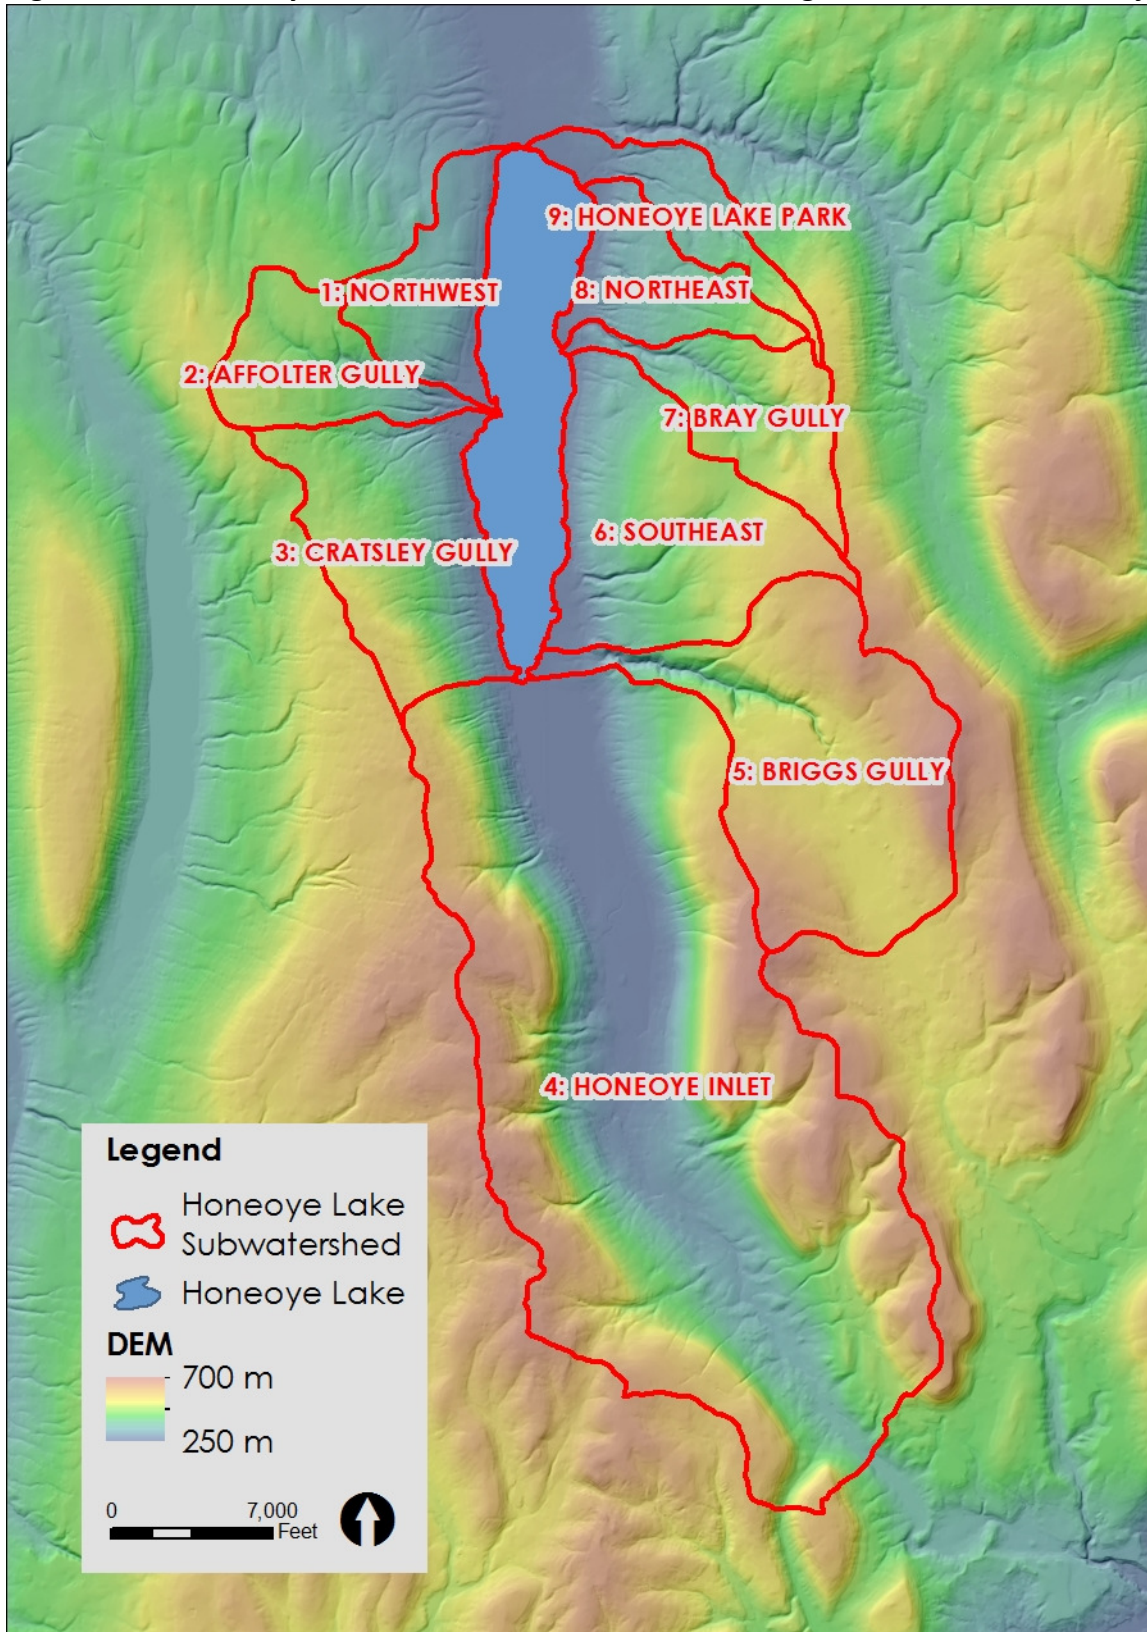 9: HONEOYE LAKE PARK
1: NORTHWEST
8: NORTHEAST
2: AFFOLTER GULLY
7: BRAY GULLY
6: SOUTHEAST
3: CRATSLEY GULLY
5: BRIGGS GULLY
4: HONEOYE INLET
Legend
Honeoye Lake
Subwatershed
Honeoye Lake
DEM
700 m
250 m
0 7,000
Feet